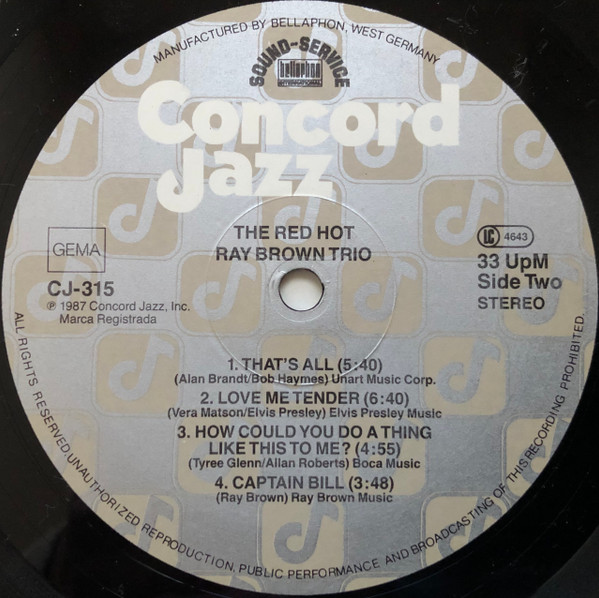 MANUFACTURED BY BELLAPHON, WEST GERMANY
SOUND-SERVICE
bellaphon
INTERNATIONAL
Concord
Jazz
THE RED HOT
RAY BROWN TRIO
GEMA
LC 4643
CJ-315
33 UpM
℗ 1987 Concord Jazz, Inc.
Side Two
Marca Registrada
STEREO
1. THAT'S ALL (5:40)
(Alan Brandt/Bob Haymes) Unart Music Corp.
2. LOVE ME TENDER (6:40)
(Vera Matson/Elvis Presley) Elvis Presley Music
3. HOW COULD YOU DO A THING
LIKE THIS TO ME? (4:55)
(Tyree Glenn/Allan Roberts) Boca Music
4. CAPTAIN BILL (3:48)
(Ray Brown) Ray Brown Music
ALL RIGHTS RESERVED. UNAUTHORIZED REPRODUCTION, PUBLIC PERFORMANCE AND BROADCASTING OF THIS RECORDING PROHIBITED.